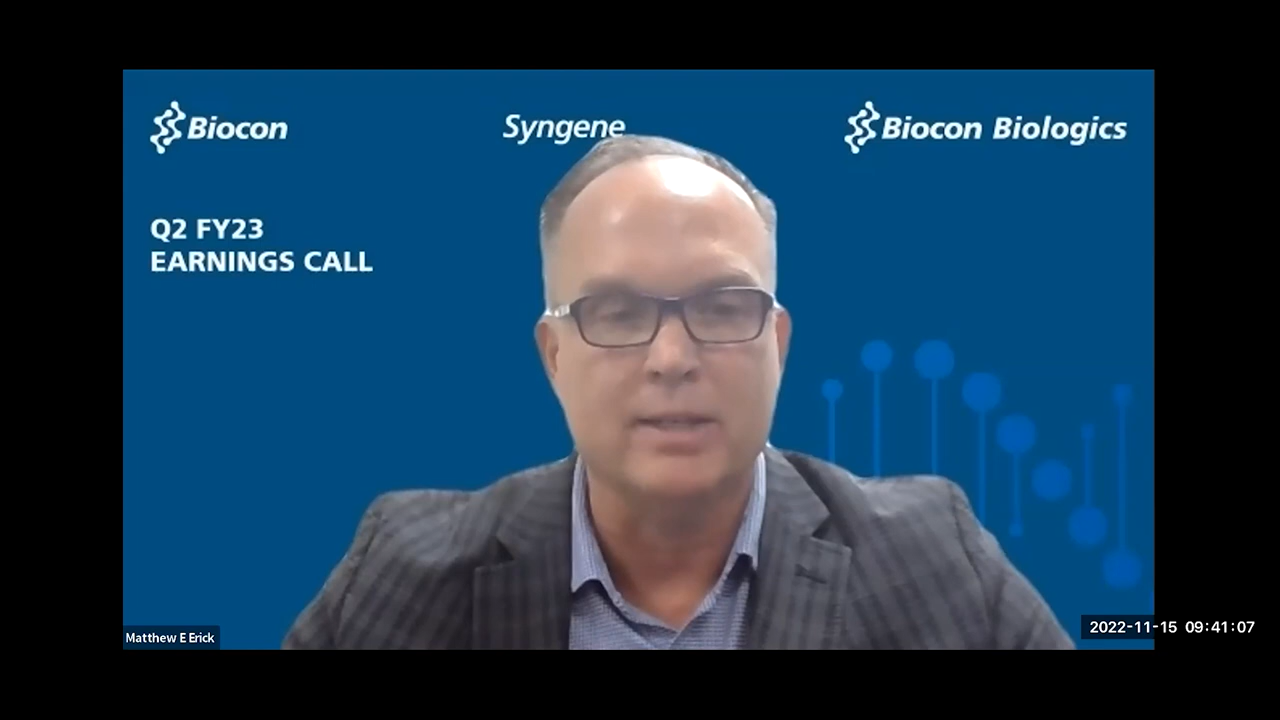 Biocon
Syngene
Biocon Biologics
Q2 FY23
EARNINGS CALL
Matthew E Erick
2022-11-15 09:41:07